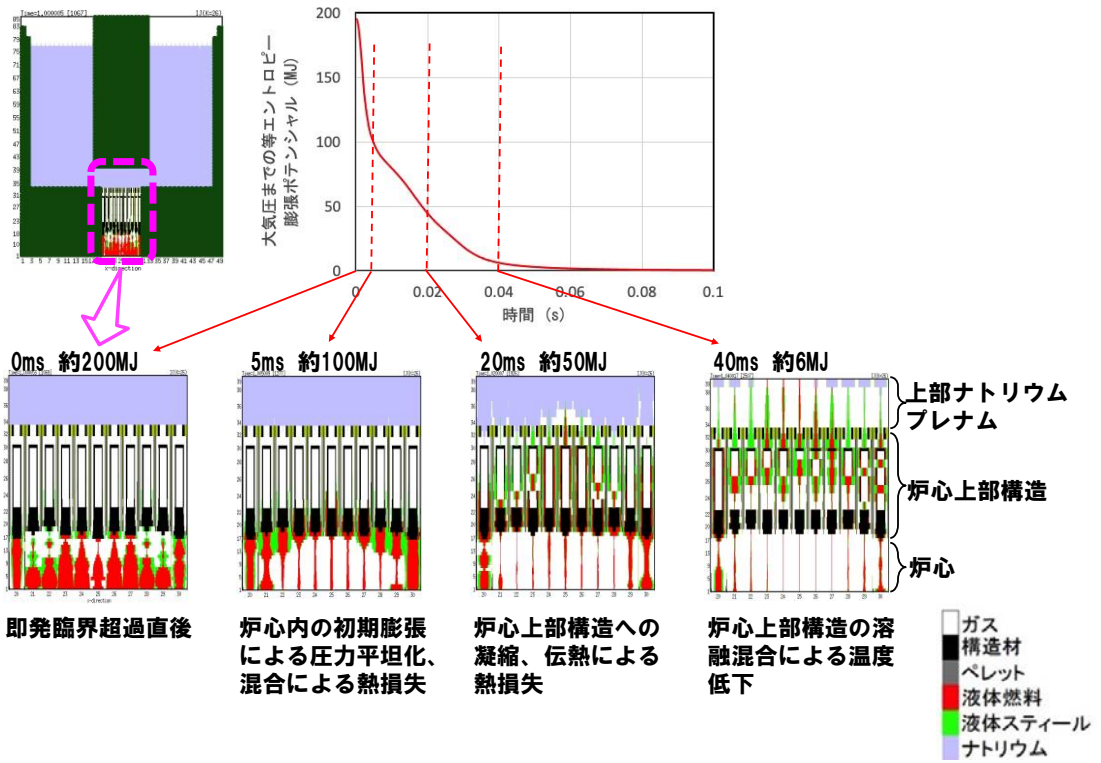 Time=1.000005 [1067]
IJ(K=26)
x-direction
大気圧までの等エントロピー
膨張ポテンシャル (MJ)
200
150
100
50
0
0
0.02
0.04
0.06
0.08
0.1
時間 (s)
0ms 約200MJ
5ms 約100MJ
20ms 約50MJ
40ms 約6MJ
上部ナトリウム
プレナム
炉心上部構造
炉心
即発臨界超過直後
炉心内の初期膨張
による圧力平坦化、
混合による熱損失
炉心上部構造への
凝縮、伝熱による
熱損失
炉心上部構造の溶
融混合による温度
低下
ガス
構造材
ペレット
液体燃料
液体スティール
ナトリウム